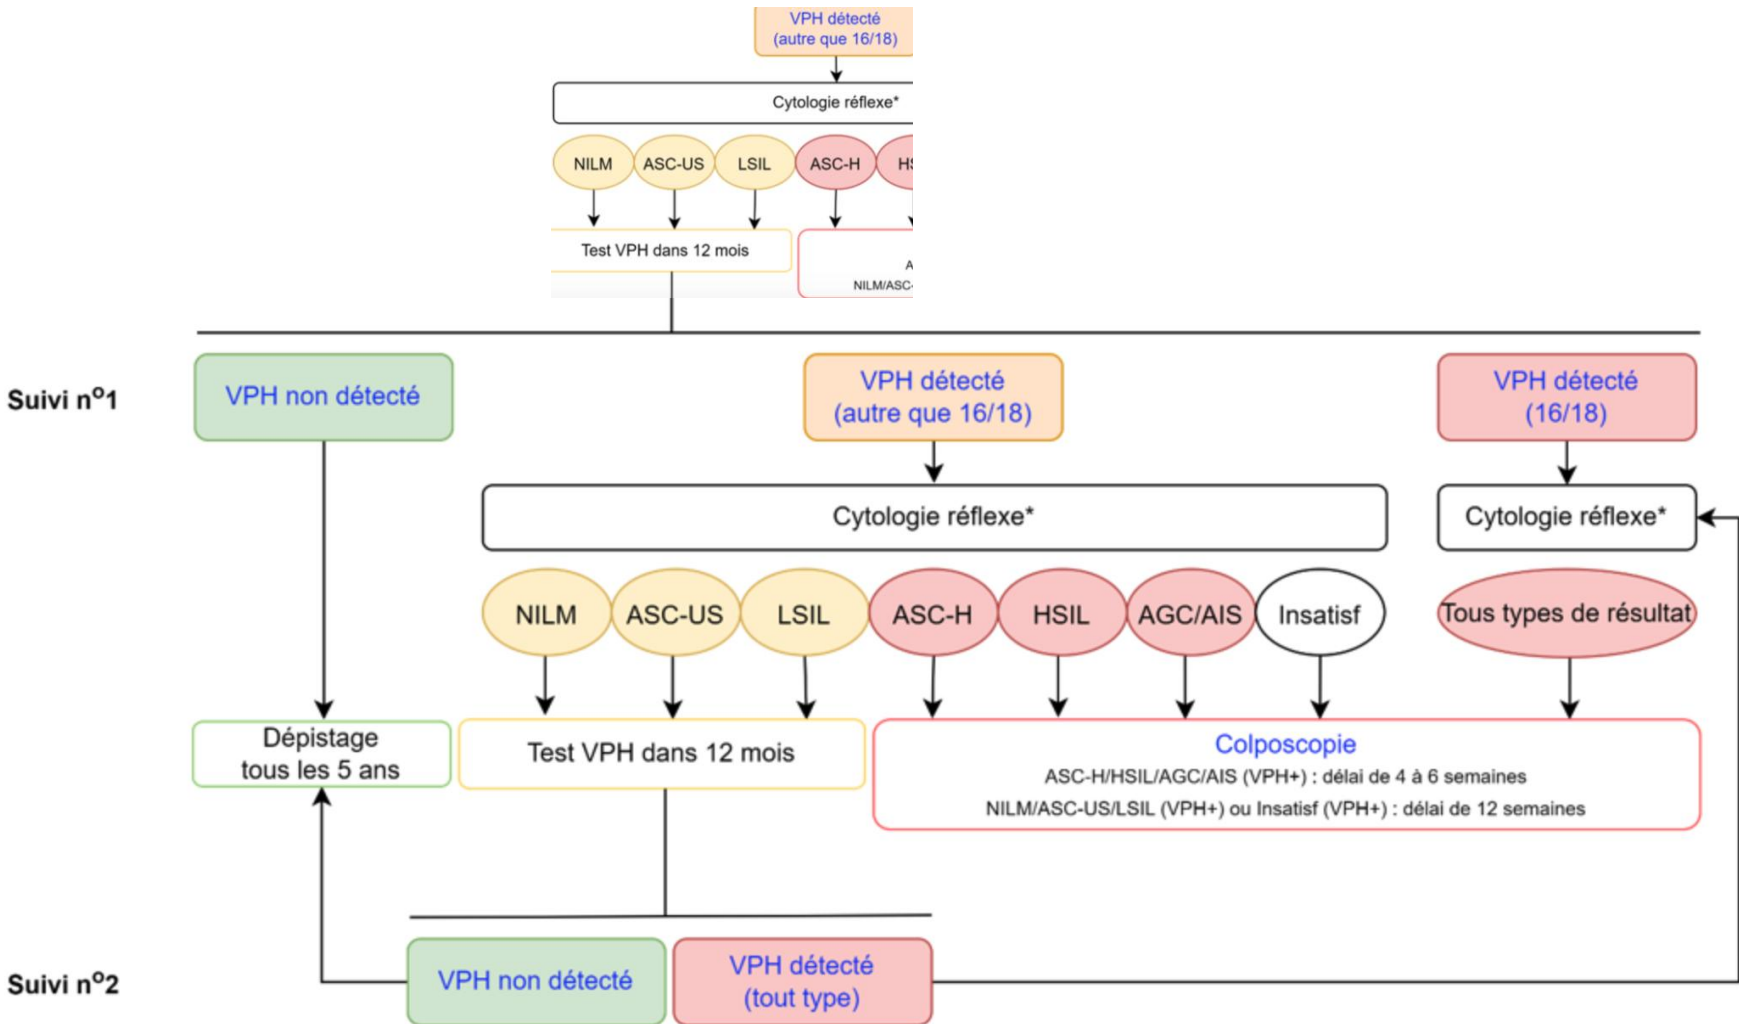 VPH détecté
(autre que 16/18)
Cytologie réflexe*
NILM
ASC-US
LSIL
ASC-H
HS
Test VPH dans 12 mois
A
NILM/ASC-
Suivi nº1
VPH non détecté
VPH détecté
(autre que 16/18)
VPH détecté
(16/18)
Cytologie réflexe*
Cytologie réflexe*
NILM
ASC-US
LSIL
ASC-H
HSIL
AGC/AIS
Insatisf
Tous types de résultat
Dépistage
tous les 5 ans
Test VPH dans 12 mois
Colposcopie
ASC-H/HSIL/AGC/AIS (VPH+) : délai de 4 à 6 semaines
NILM/ASC-US/LSIL (VPH+) ou Insatisf (VPH+) : délai de 12 semaines
Suivi nº2
VPH non détecté
VPH détecté
(tout type)